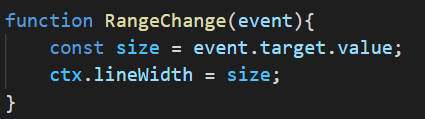 function RangeChange(event){
    const size = event.target.value;
    ctx.lineWidth = size;
}